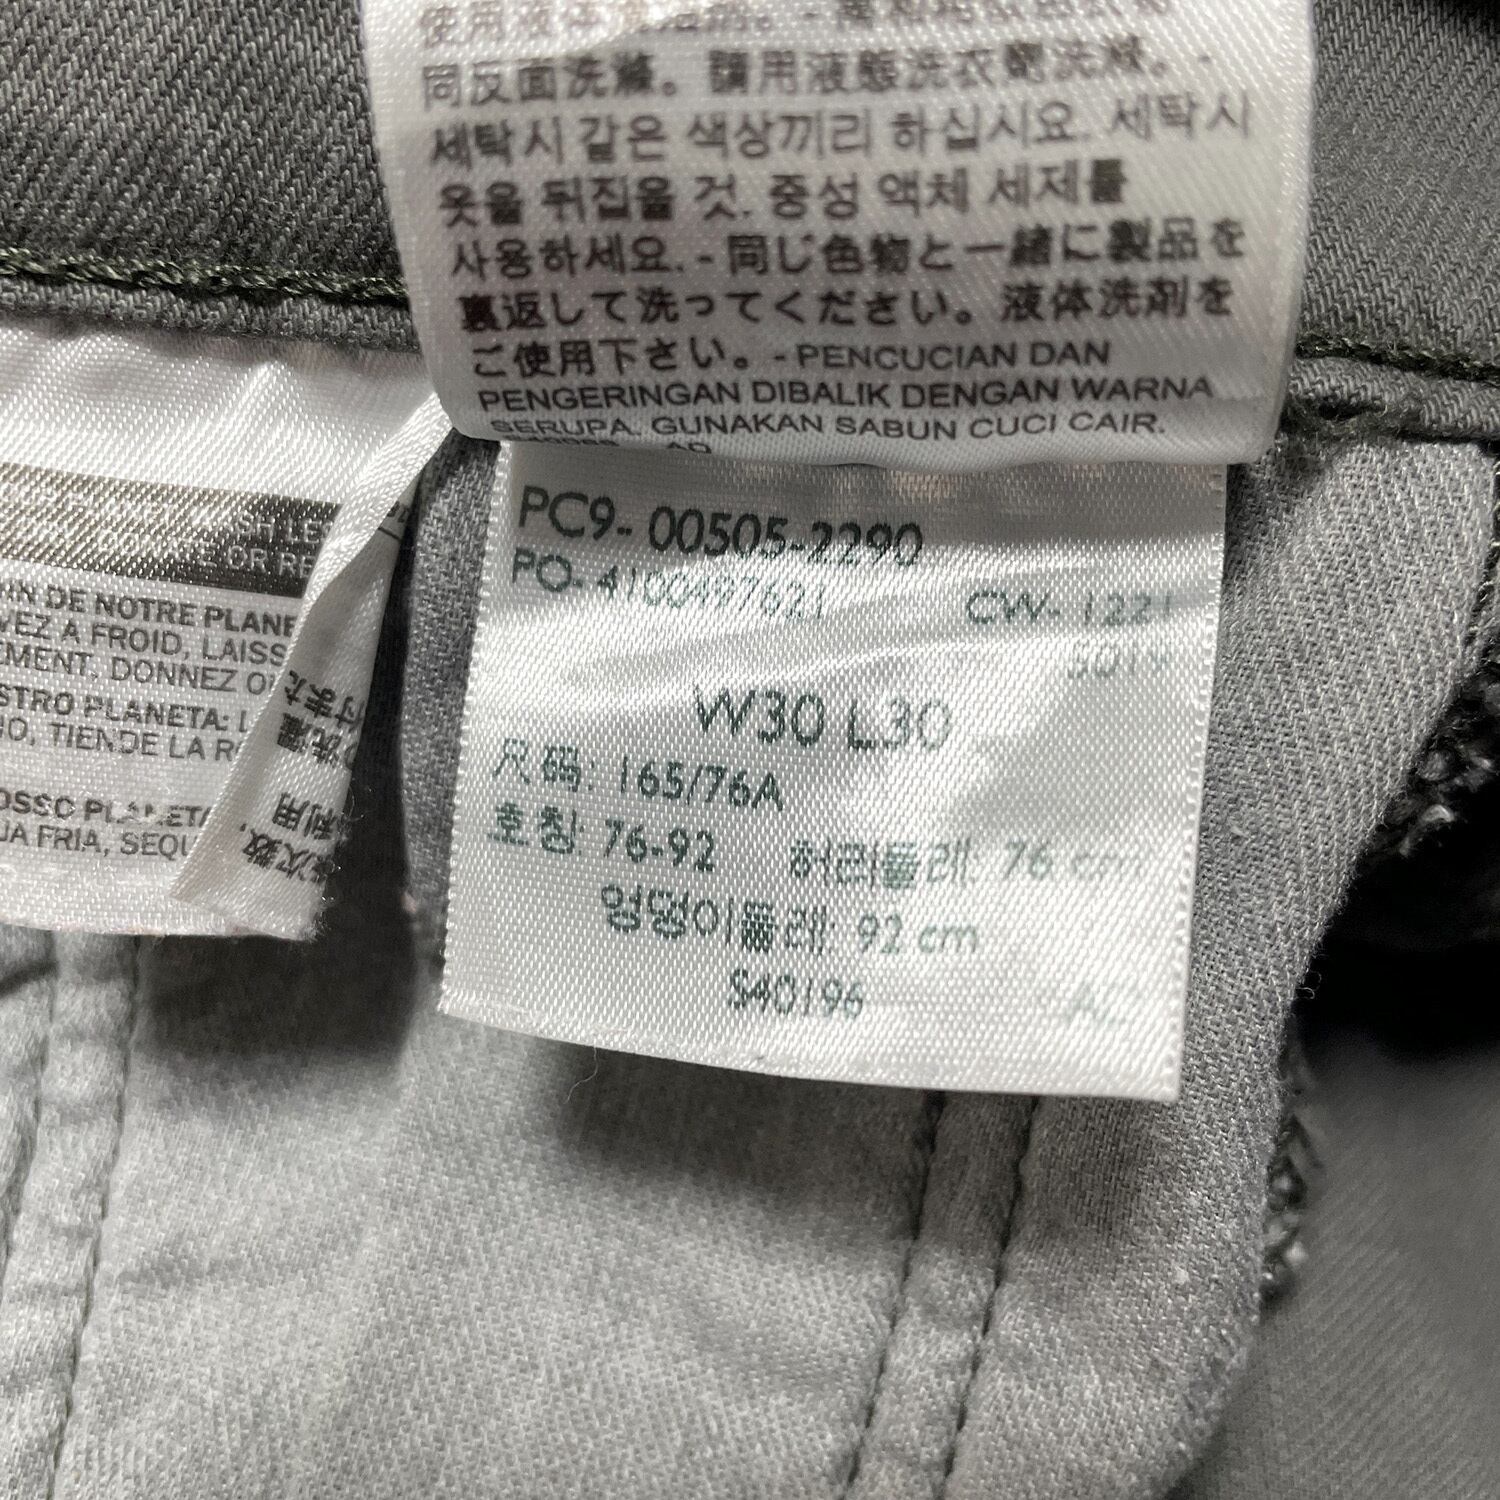 同反面洗滌。請用液態洗衣劑洗滌。-
세탁시 같은 색상끼리 하십시요. 세탁시
옷을 뒤집을 것. 중성 액체 세제를
사용하세요. - 同じ色物と一緒に製品を
裏返しして洗ってください。液体洗剤を
ご使用下さい。- PENCUCIAN DAN
PENGERINGAN DIBALIK DENGAN WARNA
SERUPA. GUNAKAN SABUN CUCI CAIR.
PC9- 00505-2290
PO- 4100497621 CW- 1221
W30 L30
尺码: 165/76A
호칭: 76-92 허리둘레: 76 cm
엉덩이둘레: 92 cm
S40196
IN DE NOTRE PLANE
VEZ A FROID, LAISS
EMENT, DONNEZ O
STRO PLANETA: L
O, TIENDE LA R
OSSO PLANETA
UA FRIA, SEQU